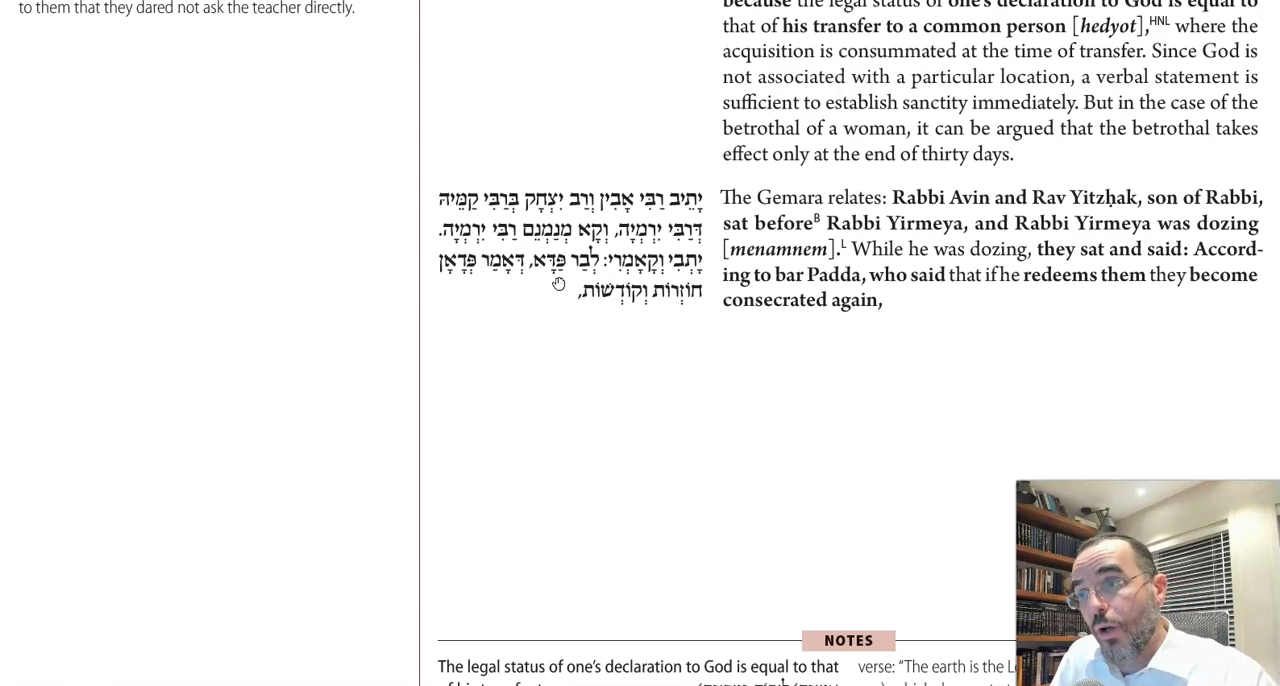 to them that they dared not ask the teacher directly.
because the legal status of one's declaration to God is equal to
that of his transfer to a common person [hedyot],HNL where the
acquisition is consummated at the time of transfer. Since God is
not associated with a particular location, a verbal statement is
sufficient to establish sanctity immediately. But in the case of the
betrothal of a woman, it can be argued that the betrothal takes
effect only at the end of thirty days.
יָתֵיב רַבִּי אָבִין וְרַב יִצְחָק בְּרַבִּי קַמֵּיהּ
דְּרַבִּי יִרְמְיָה, וְקָא מְנַמְנֵם רַבִּי יִרְמְיָה.
יָתְבִי וְקָאָמְרִי: לְבַר פַּדָּא, דְּאָמַר פְּדָאָן
חוֹזְרוֹת וְקוֹדְשׁוֹת,
The Gemara relates: Rabbi Avin and Rav Yitzḥak, son of Rabbi,
sat beforeB Rabbi Yirmeya, and Rabbi Yirmeya was dozing
[menamnem].L While he was dozing, they sat and said: Accord-
ing to bar Padda, who said that if he redeems them they become
consecrated again,
NOTES
The legal status of one's declaration to God is equal to that
verse: "The earth is the